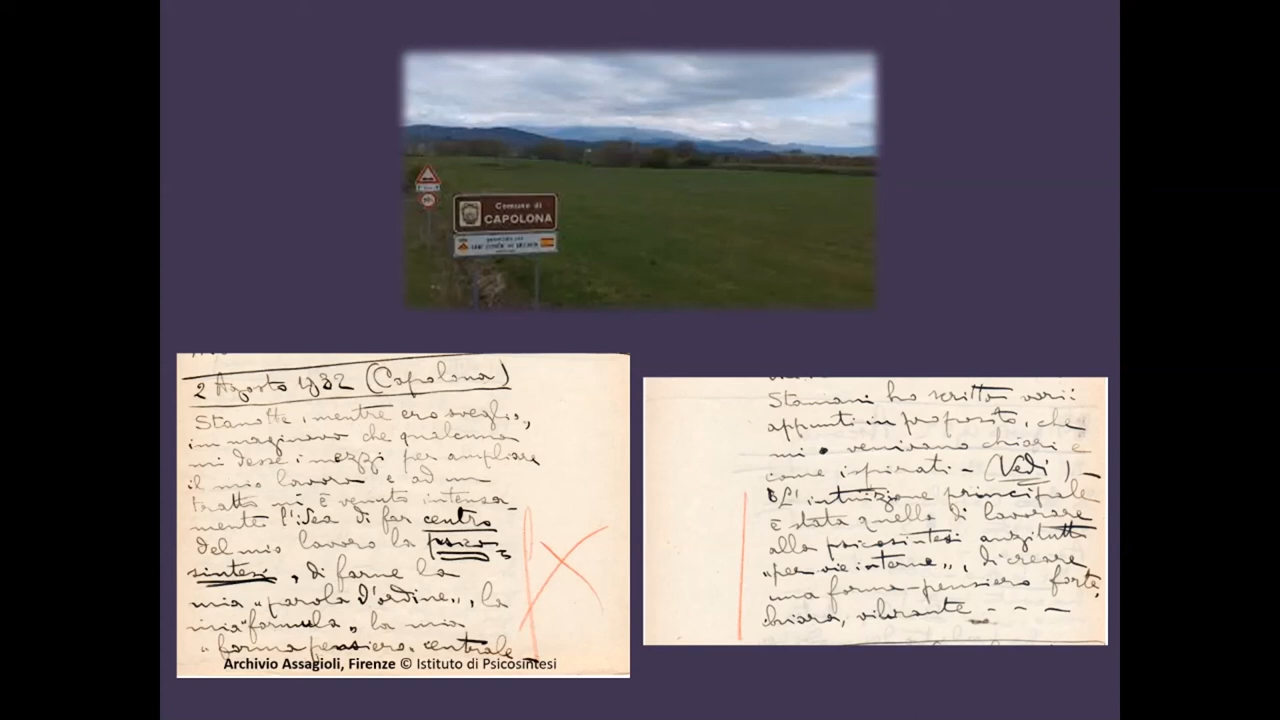 Comune di
CAPOLONA
2 Agosto 1932 (Capolona)
Stanotte, mentre ero sveglio,
immaginavo che qualcuno
mi desse i mezzi per ampliare
il mio lavoro e ad un
tratto mi è venuto intensa-
mente l'idea di far centro
del mio lavoro la psico-
sintesi, di farne la
mia "parola d'ordine", la
mia "formula", la mia
"forma pensiero" centrale
Archivio Assagioli, Firenze © Istituto di Psicosintesi
Stamani ho scritto varii
appunti in proposito, che
mi venivano chiari e
come ispirati - (Vedi) -
L'intuizione principale
è stata quella di lavorare
alla psicosintesi anzitutto
"per vie interne", di creare
una forma-pensiero forte,
chiara, vibrante - - -